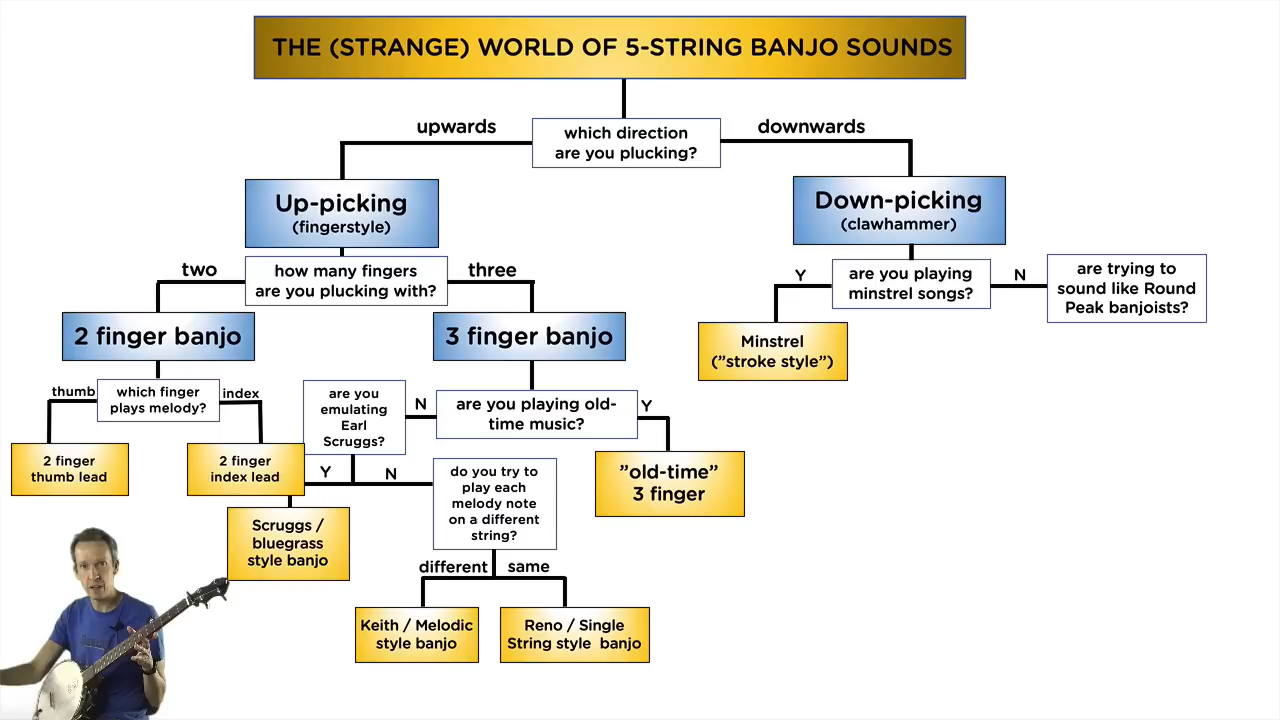 THE (STRANGE) WORLD OF 5-STRING BANJO SOUNDS
upwards
which direction
are you plucking?
downwards
Up-picking
(fingerstyle)
Down-picking
(clawhammer)
two
how many fingers
are you plucking with?
three
Y
are you playing
minstrel songs?
N
are trying to
sound like Round
Peak banjoists?
2 finger banjo
3 finger banjo
Minstrel
("stroke style")
thumb
which finger
plays melody?
index
are you
emulating
Earl
Scruggs?
N
are you playing old-
time music?
Y
2 finger
thumb lead
2 finger
index lead
Y
N
do you try to
play each
melody note
on a different
string?
"old-time"
3 finger
Scruggs /
bluegrass
style banjo
different
same
Keith / Melodic
style banjo
Reno / Single
String style banjo